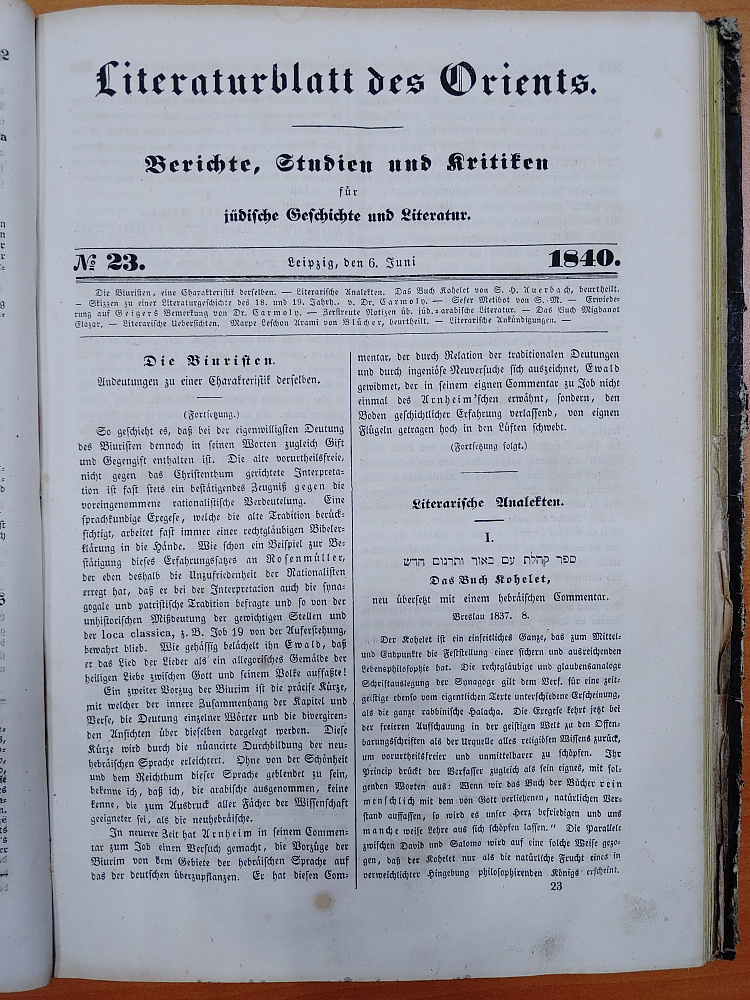 Literaturblatt des Orients.
Berichte, Studien und Kritiken
für
jüdische Geschichte und Literatur.
№ 23.
Leipzig, den 6. Juni
1840.
Die Biuristen, eine Charakteristik derselben. — Literarische Analekten. Das Buch Kohelet von S. H. Auerbach, beurtheilt.
— Skizzen zu einer Literaturgeschichte des 18. und 19. Jahrh. v. Dr. Carmoly. — Sefer Metibot von S. M. — Erwiede-
rung auf Geigers Bemerkung von Dr. Carmoly. — Zerstreute Notizen üb. jüd.-arabische Literatur. — Das Buch Migdanot
Elazar. — Literarische Uebersichten. Marpe Leschon Arami von Blücher, beurtheilt. — Literarische Ankündigungen. —
Die Biuristen.
Andeutungen zu einer Charakteristik derselben.
(Fortsetzung.)
So geschieht es, daß bei der eigenwilligsten Deutung
des Biuristen dennoch in seinen Worten zugleich Gift
und Gegengift enthalten ist. Die alte vorurtheilsfreie,
nicht gegen das Christenthum gerichtete Interpreta-
tion ist fast stets ein bestätigendes Zeugniß gegen die
voreingenommene rationalistische Verdeutelung. Eine
sprachkundige Exegese, welche die alte Tradition berück-
sichtigt, arbeitet fast immer einer rechtgläubigen Bibeler-
klärung in die Hände. Wie schon ein Beispiel zur Be-
stätigung dieses Erfahrungssatzes an Rosenmüller,
der eben deshalb die Unzufriedenheit der Rationalisten
erregt hat, daß er bei der Interpretation auch die syna-
gogale und patristische Tradition befragte und so von der
unhistorischen Mißdeutung der gewichtigen Stellen und
der loca classica, z. B. Job 19 von der Auferstehung,
bewahrt blieb. Wie gehässig belächelt ihn Ewald, daß
er das Lied der Lieder als ein allegorisches Gemälde der
heiligen Liebe zwischen Gott und seinem Volke auffaßte!
Ein zweiter Vorzug der Biurim ist die präcise Kürze,
mit welcher der innere Zusammenhang der Kapitel und
Verse, die Deutung einzelner Wörter und die divergiren-
den Ansichten über dieselben dargelegt werden. Diese
Kürze wird durch die nüancirte Durchbildung der neu-
hebräischen Sprache erleichtert. Ohne von der Schönheit
und dem Reichthum dieser Sprache geblendet zu sein,
bekenne ich, daß ich, die arabische ausgenommen, keine
kenne, die zum Ausdruck aller Fächer der Wissenschaft
geeigneter sei, als die neuhebräische.
In neuerer Zeit hat Arnheim in seinem Commen-
tar zum Job einen Versuch gemacht, die Vorzüge der
Biurim von dem Gebiete der hebräischen Sprache auf
das der deutschen überzupflanzen. Er hat diesen Com-
mentar, der durch Relation der traditionalen Deutungen
und durch ingeniöse Neuversuche sich auszeichnet, Ewald
gewidmet, der in seinem eignen Commentar zu Job nicht
einmal des Arnheim'schen erwähnt, sondern, den
Boden geschichtlicher Erfahrung verlassend, von eignen
Flügeln getragen hoch in den Lüften schwebt.
(Fortsetzung folgt.)
Literarische Analekten.
I.
ספר קהלת עם באור ותרגום חדש
Das Buch Kohelet,
neu übersetzt mit einem hebräischen Commentar.
Breslau 1837. 8.
Der Kohelet ist ein einheitliches Ganze, das zum Mittel-
und Endpunkte die Feststellung einer sichern und ausreichenden
Lebensphilosophie hat. Die rechtgläubige und glaubensanaloge
Schriftauslegung der Synagoge gilt dem Verf. für eine zeit-
geistige ebenso vom eigentlichen Texte unterschiedene Erscheinung,
als die ganze rabbinische Halacha. Die Exegese kehrt jetzt bei
der freieren Aufschauung in der geistigen Welt zu den Offen-
barungsschriften als der Urquelle alles religiösen Wissens zurück,
um vorurtheilsfreier und unmittelbarer zu schöpfen. Ihr
Princip drückt der Verfasser zugleich als sein eignes, mit fol-
genden Worten aus: Wenn wir das Buch der Bücher rein
menschlich mit dem von Gott verliehenen, natürlichen Ver-
stand auffassen, so wird es unser Herz befriedigen und uns
manche weise Lehre aus sich schöpfen lassen." Die Parallele
zwischen David und Salomo wird auf eine solche Weise gezo-
gen, daß der Kohelet nur als die natürliche Frucht eines in
verweichlichter Hingebung philosophirenden Königs erscheint.
23